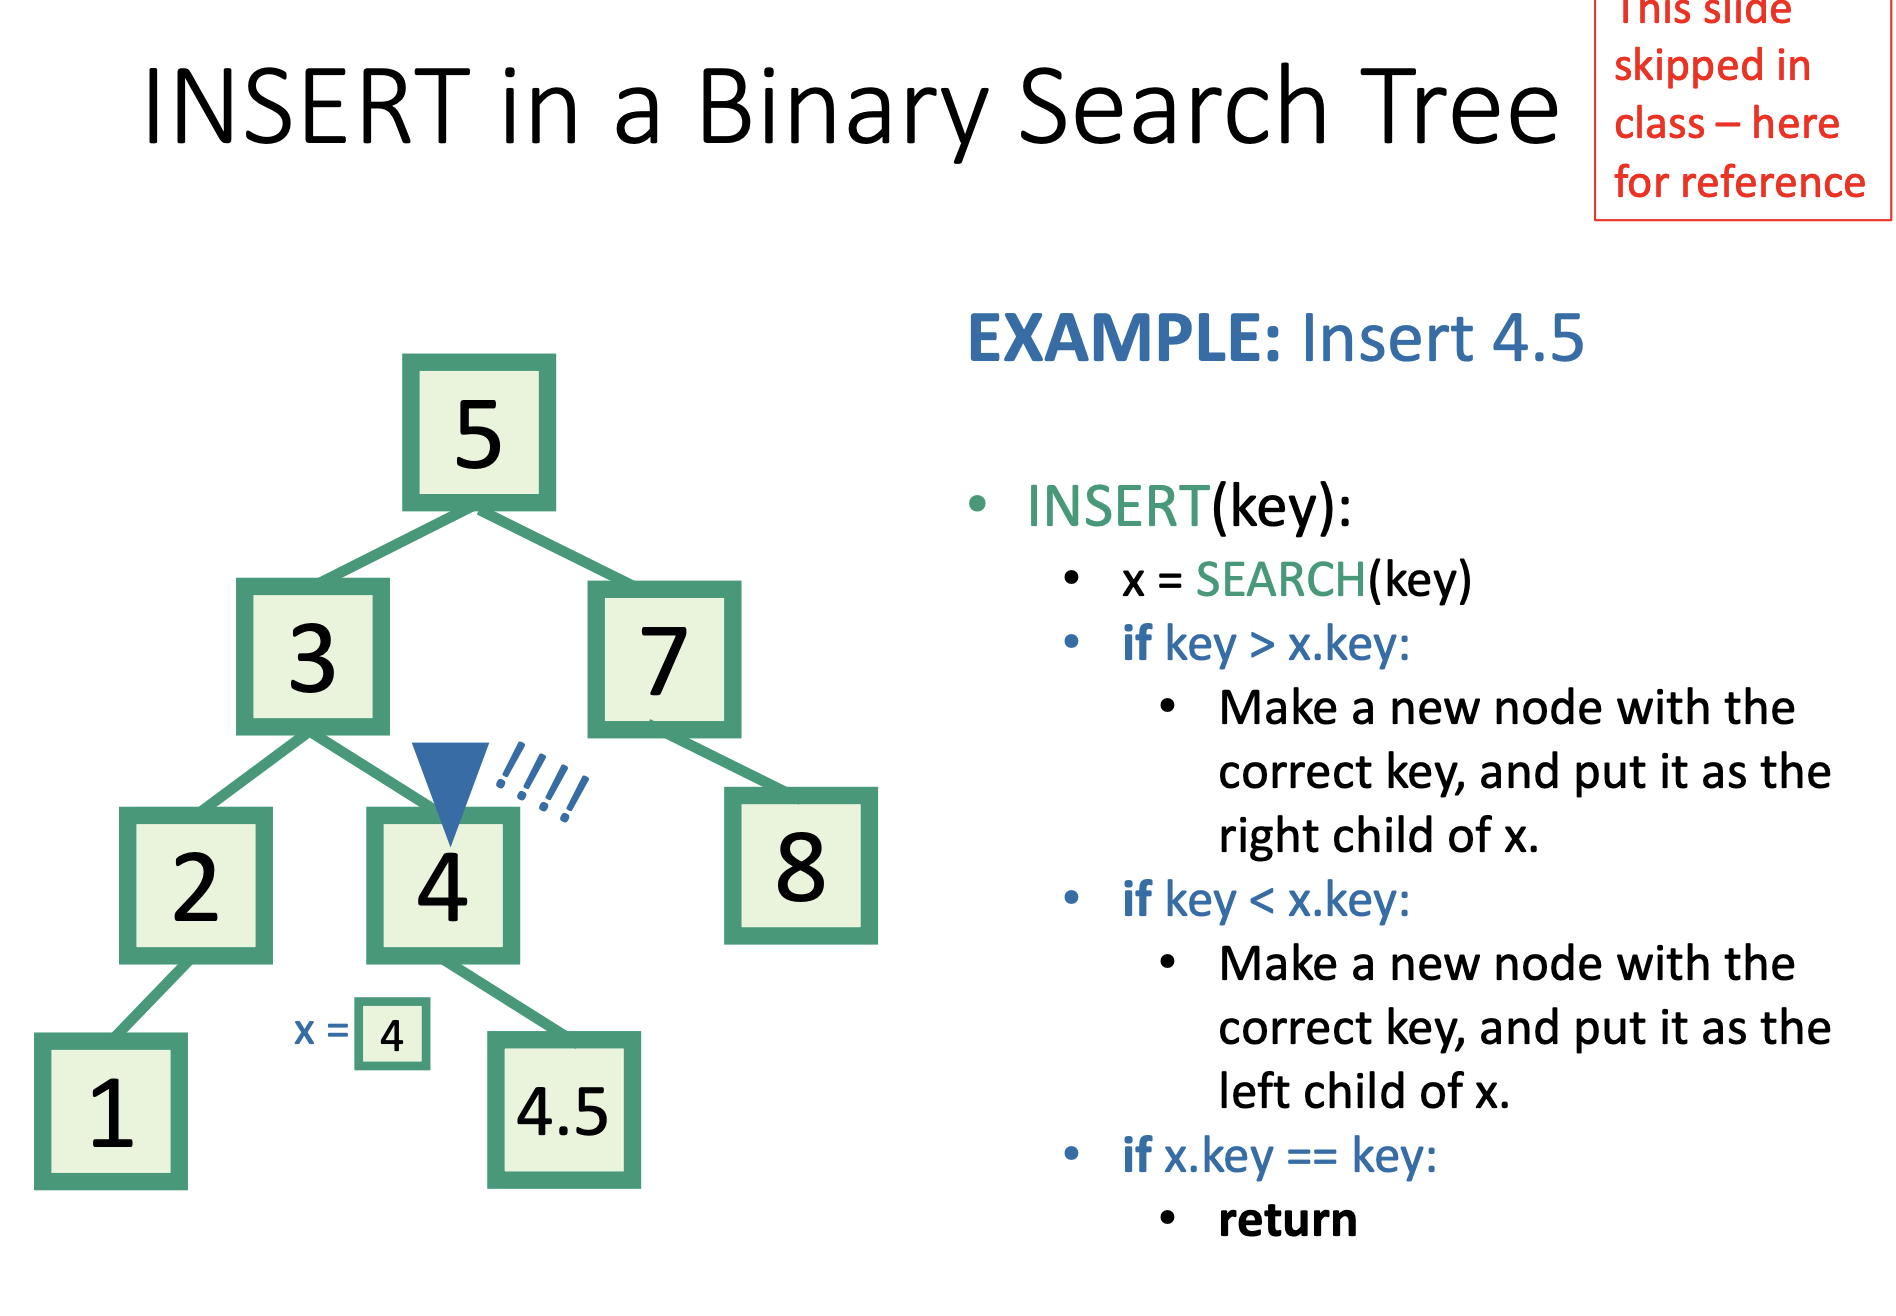 This slide
skipped in
class – here
for reference
INSERT in a Binary Search Tree
EXAMPLE: Insert 4.5
5
3
7
!!!!
2
4
8
x = 4
1
4.5
• INSERT(key):
• x = SEARCH(key)
• if key > x.key:
• Make a new node with the
correct key, and put it as the
right child of x.
• if key < x.key:
• Make a new node with the
correct key, and put it as the
left child of x.
• if x.key == key:
• return